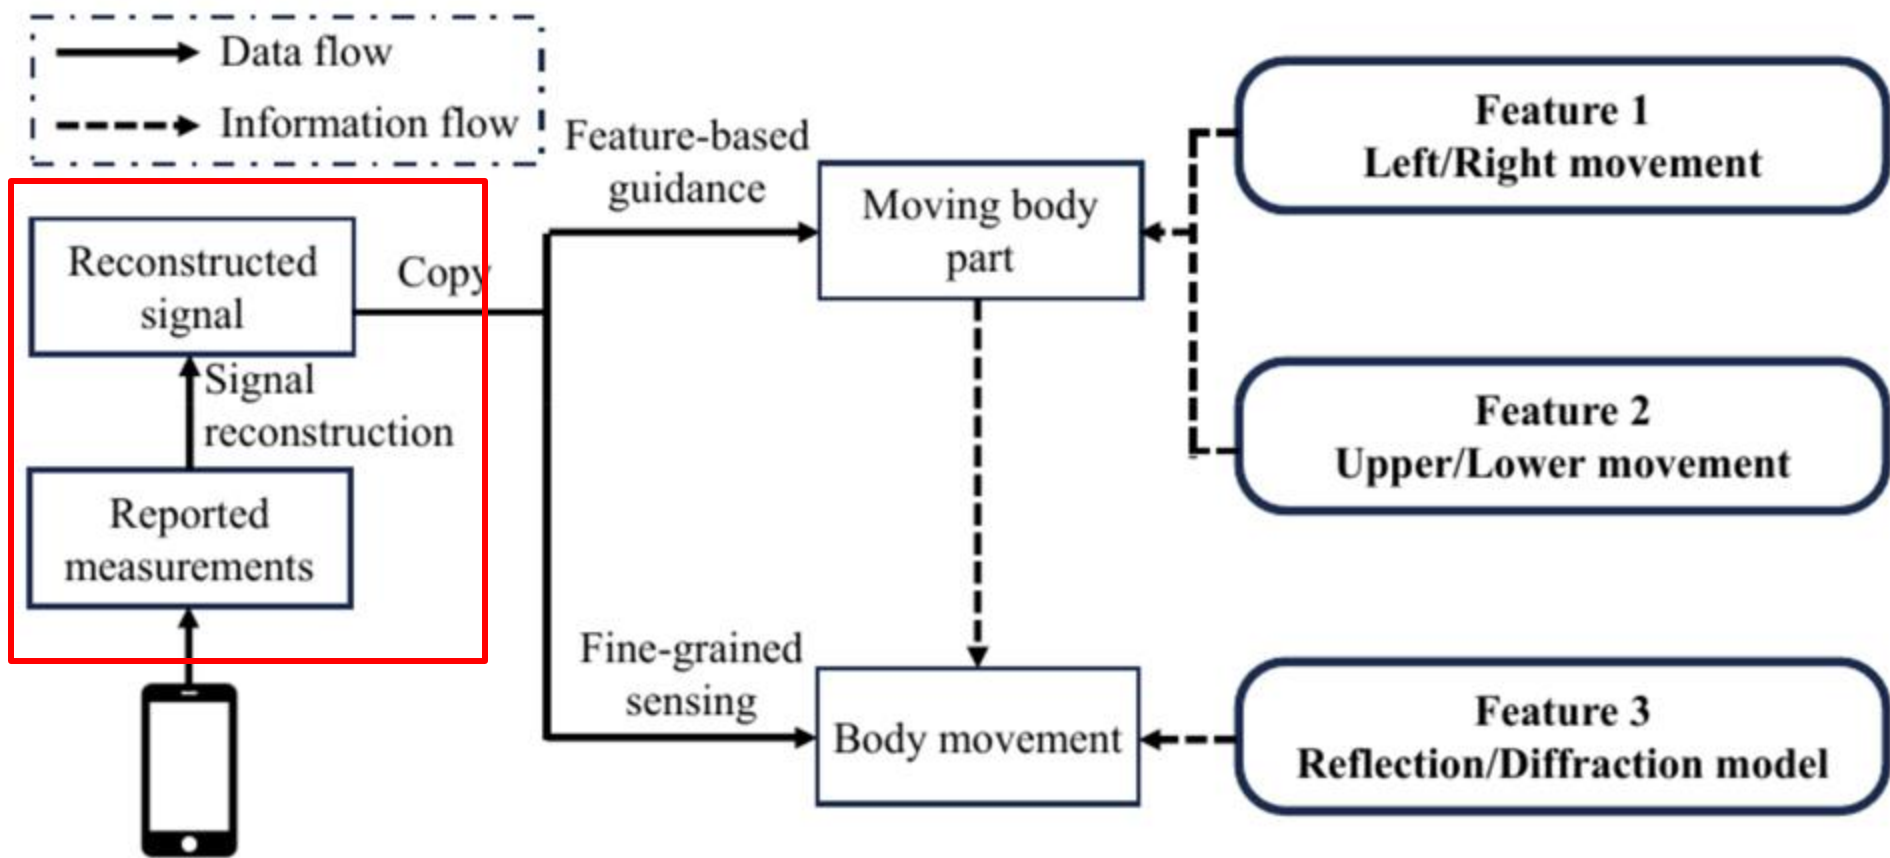 Data flow
Information flow
Feature-based
guidance
Reconstructed
signal
Copy
Signal
reconstruction
Reported
measurements
Moving body
part
Fine-grained
sensing
Body movement
Feature 1
Left/Right movement
Feature 2
Upper/Lower movement
Feature 3
Reflection/Diffraction model